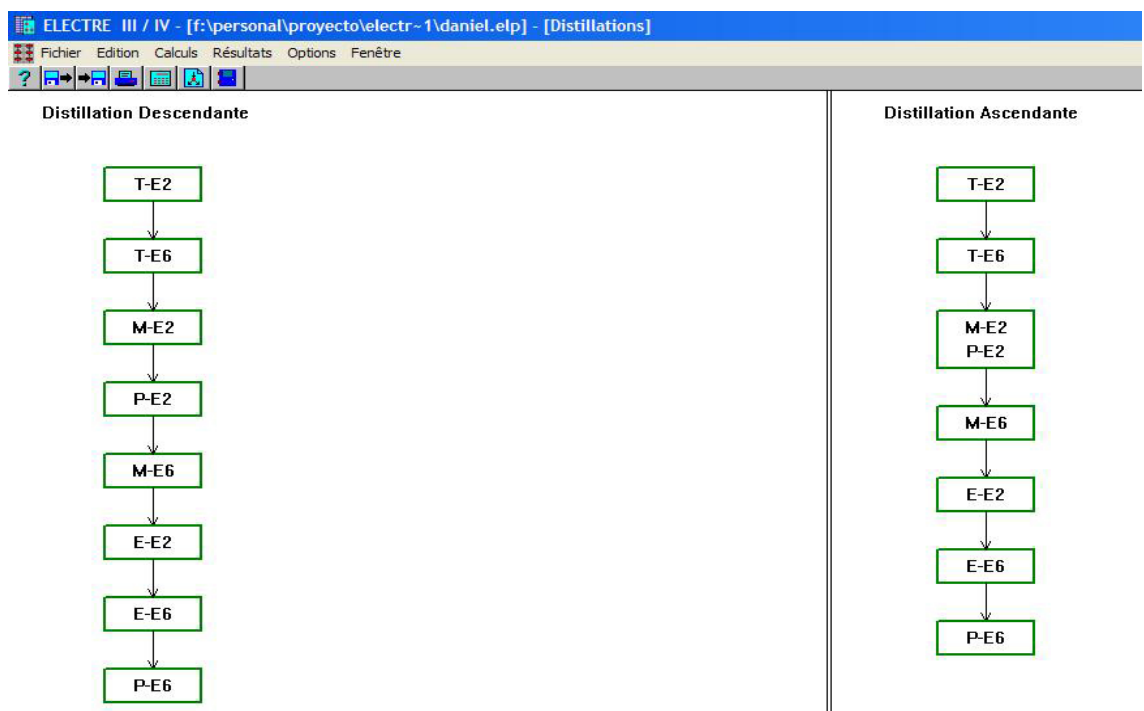 ELECTRE III / IV - [f:\personal\proyecto\electr~1\daniel.elp] - [Distillations]
Fichier Edition Calculs Résultats Options Fenêtre
?
Distillation Descendante
T-E2
T-E6
M-E2
P-E2
M-E6
E-E2
E-E6
P-E6
Distillation Ascendante
T-E2
T-E6
M-E2
P-E2
M-E6
E-E2
E-E6
P-E6